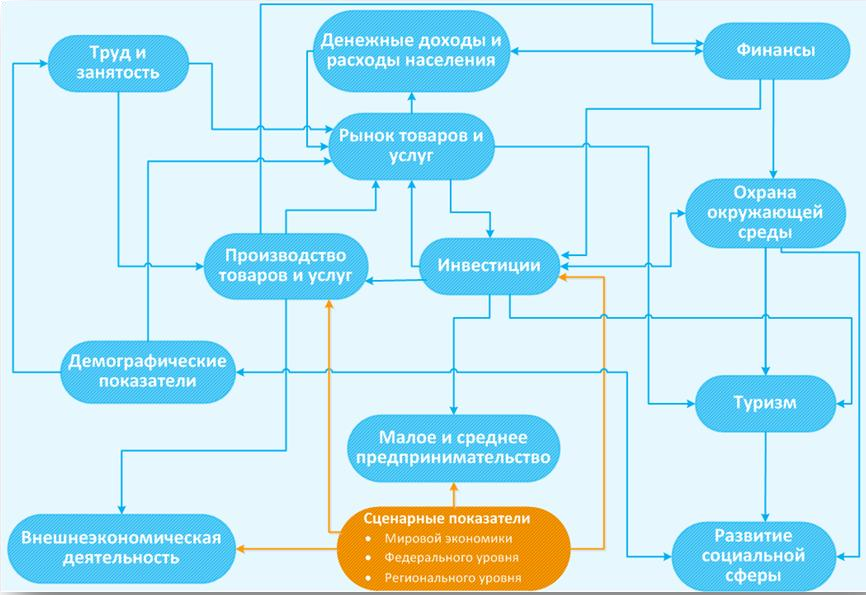 Труд и
занятость
Денежные доходы и
расходы населения
Финансы
Рынок товаров и
услуг
Охрана
окружающей
среды
Производство
товаров и услуг
Инвестиции
Демографические
показатели
Туризм
Малое и среднее
предпринимательство
Внешнеэкономическая
деятельность
Сценарные показатели
• Мировой экономики
• Федерального уровня
• Регионального уровня
Развитие
социальной
сферы